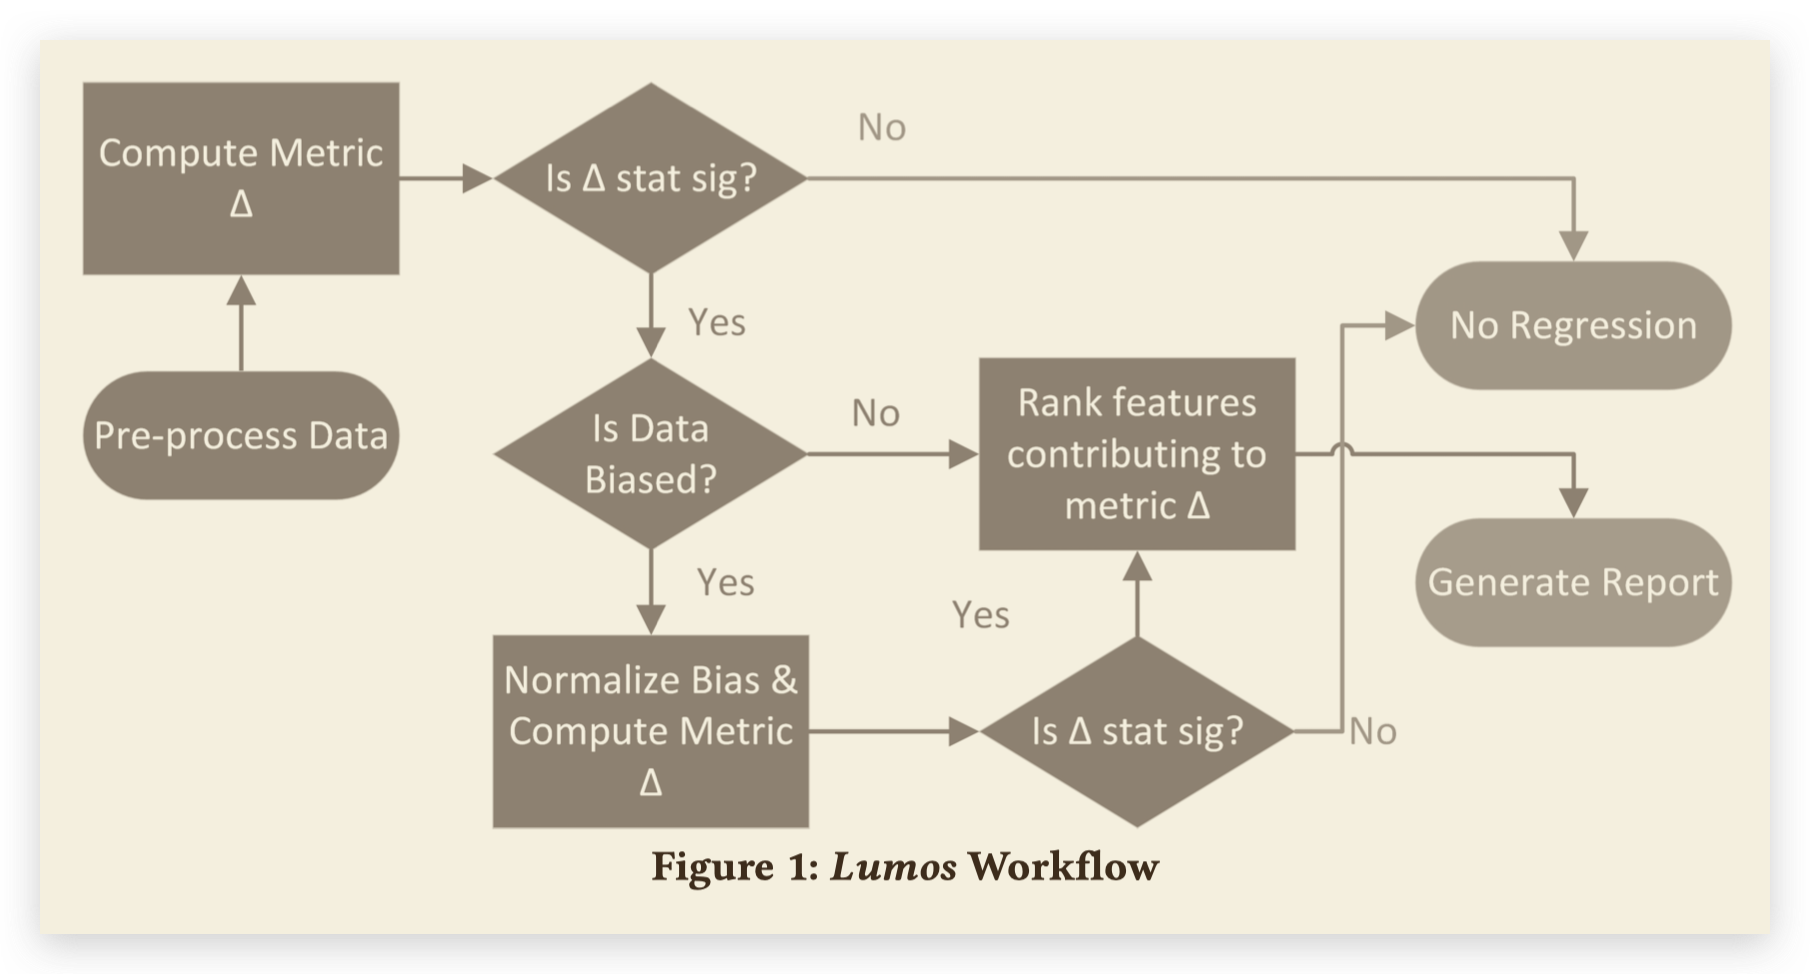 Compute Metric
Δ
Is Δ stat sig?
No
No Regression
Yes
Pre-process Data
Is Data
Biased?
No
Rank features
contributing to
metric Δ
Generate Report
Yes
Yes
Normalize Bias &
Compute Metric
Δ
Is Δ stat sig?
No
Figure 1: Lumos Workflow